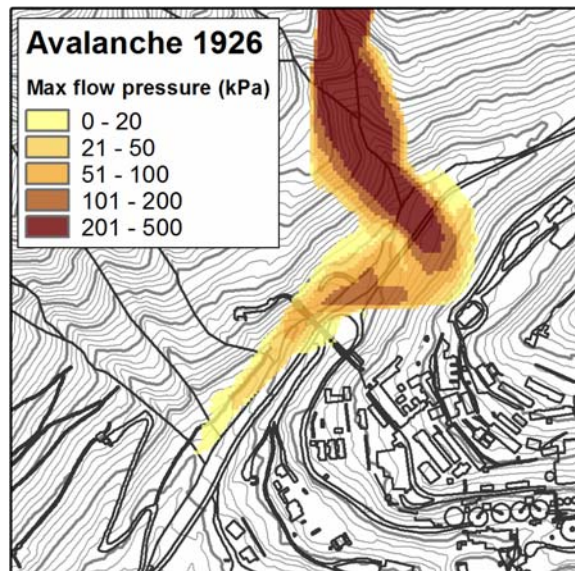 Avalanche 1926
Max flow pressure (kPa)
0 - 20
21 - 50
51 - 100
101 - 200
201 - 500